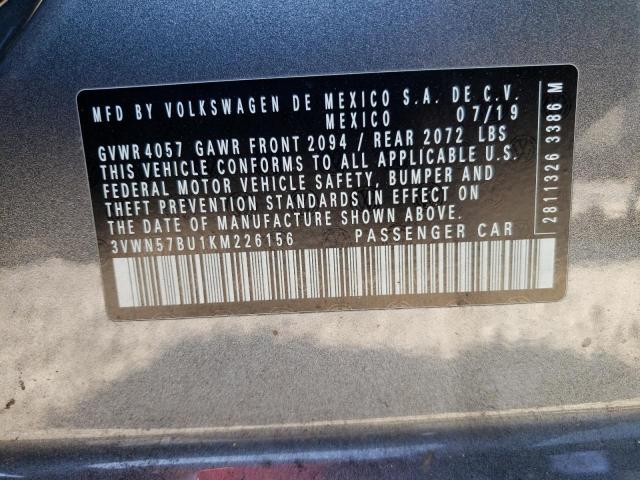 MFD BY VOLKSWAGEN DE MEXICO S.A. DE C.V.
MEXICO 07/19
GVWR 4057 GAWR FRONT 2094 / REAR 2072 LBS
THIS VEHICLE CONFORMS TO ALL APPLICABLE U.S.
FEDERAL MOTOR VEHICLE SAFETY, BUMPER AND
THEFT PREVENTION STANDARDS IN EFFECT ON
THE DATE OF MANUFACTURE SHOWN ABOVE.
3VWN57BU1KM226156 PASSENGER CAR
2811326 3386 M